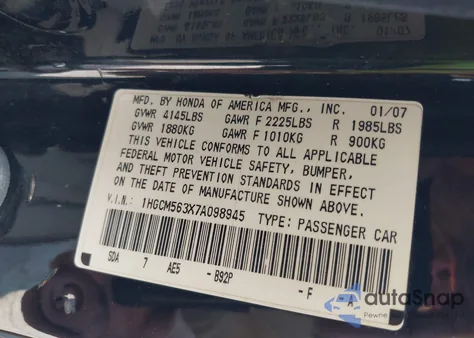 MFD. BY HONDA OF AMERICA MFG., INC. 01/07
GVWR 4145LBS GAWR F 2225LBS R 1985LBS
GVWR 1880KG GAWR F 1010KG R 900KG
THIS VEHICLE CONFORMS TO ALL APPLICABLE
FEDERAL MOTOR VEHICLE SAFETY, BUMPER,
AND THEFT PREVENTION STANDARDS IN EFFECT
ON THE DATE OF MANUFACTURE SHOWN ABOVE.
V.I.N.: 1HGCM563X7A098945 TYPE: PASSENGER CAR
SDA 7 AE5 - B92P -F -A
autoSnap